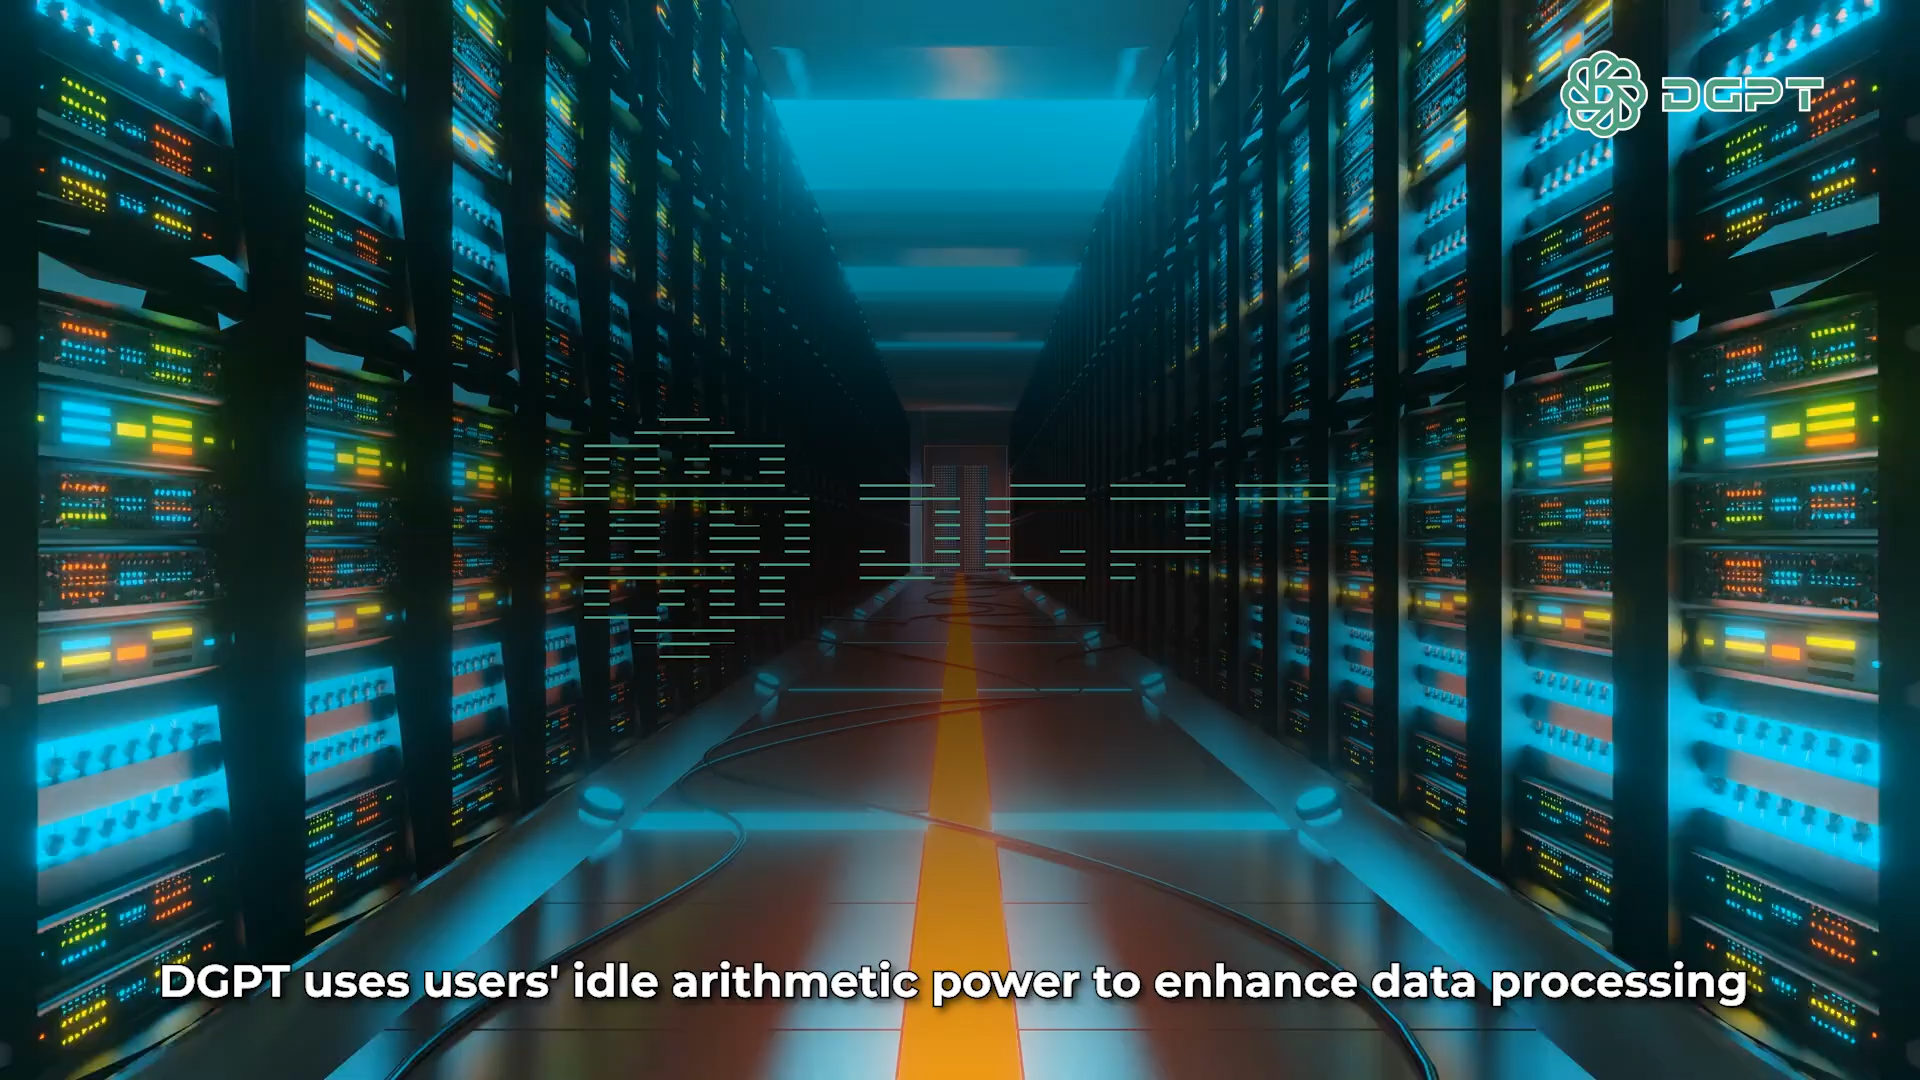 DGPT
DGPT uses users' idle arithmetic power to enhance data processing